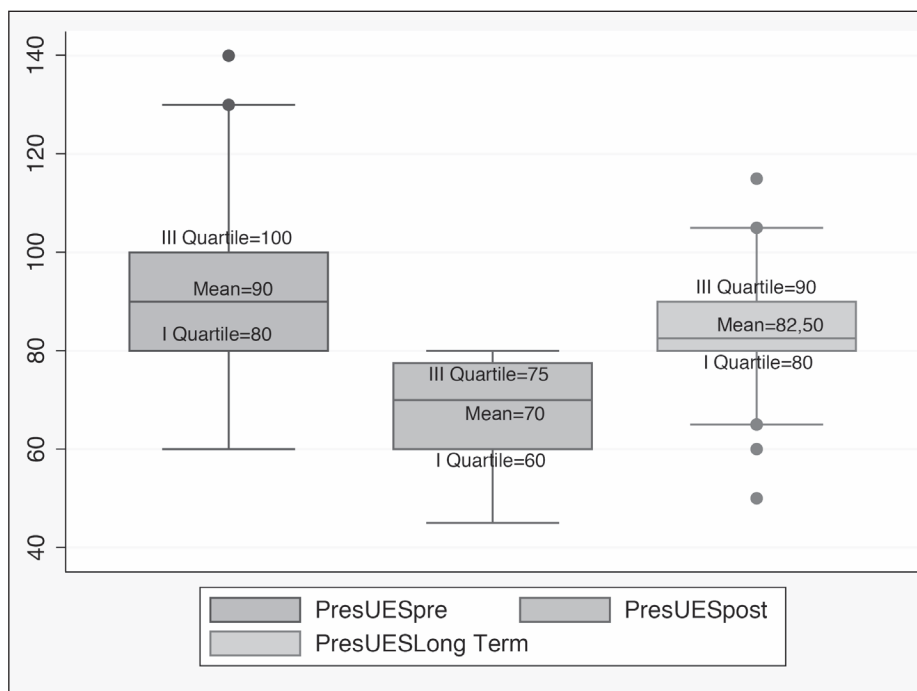 140
120
100
80
60
40
III Quartile=100
Mean=90
I Quartile=80
III Quartile=75
Mean=70
I Quartile=60
III Quartile=90
Mean=82,50
I Quartile=80
PresUESpre
PresUESpost
PresUESLong Term